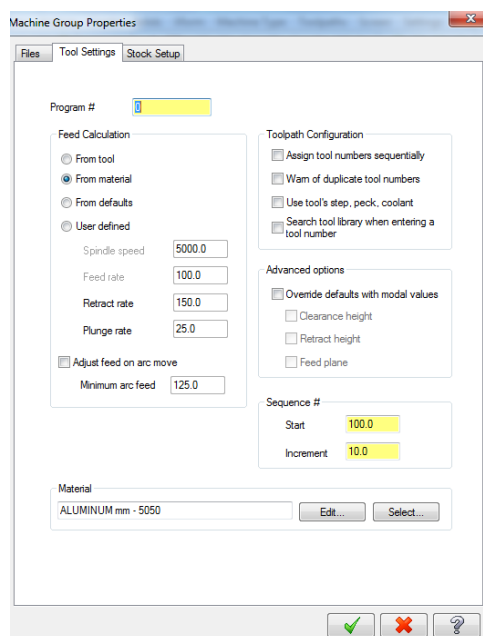 Machine Group Properties
Files
Tool Settings
Stock Setup
Program #
0
Feed Calculation
From tool
From material
From defaults
User defined
Spindle speed
5000.0
Feed rate
100.0
Retract rate
150.0
Plunge rate
25.0
Adjust feed on arc move
Minimum arc feed
125.0
Toolpath Configuration
Assign tool numbers sequentially
Warn of duplicate tool numbers
Use tool's step, peck, coolant
Search tool library when entering a
tool number
Advanced options
Override defaults with modal values
Clearance height
Retract height
Feed plane
Sequence #
Start
100.0
Increment
10.0
Material
ALUMINUM mm - 5050
Edit...
Select...